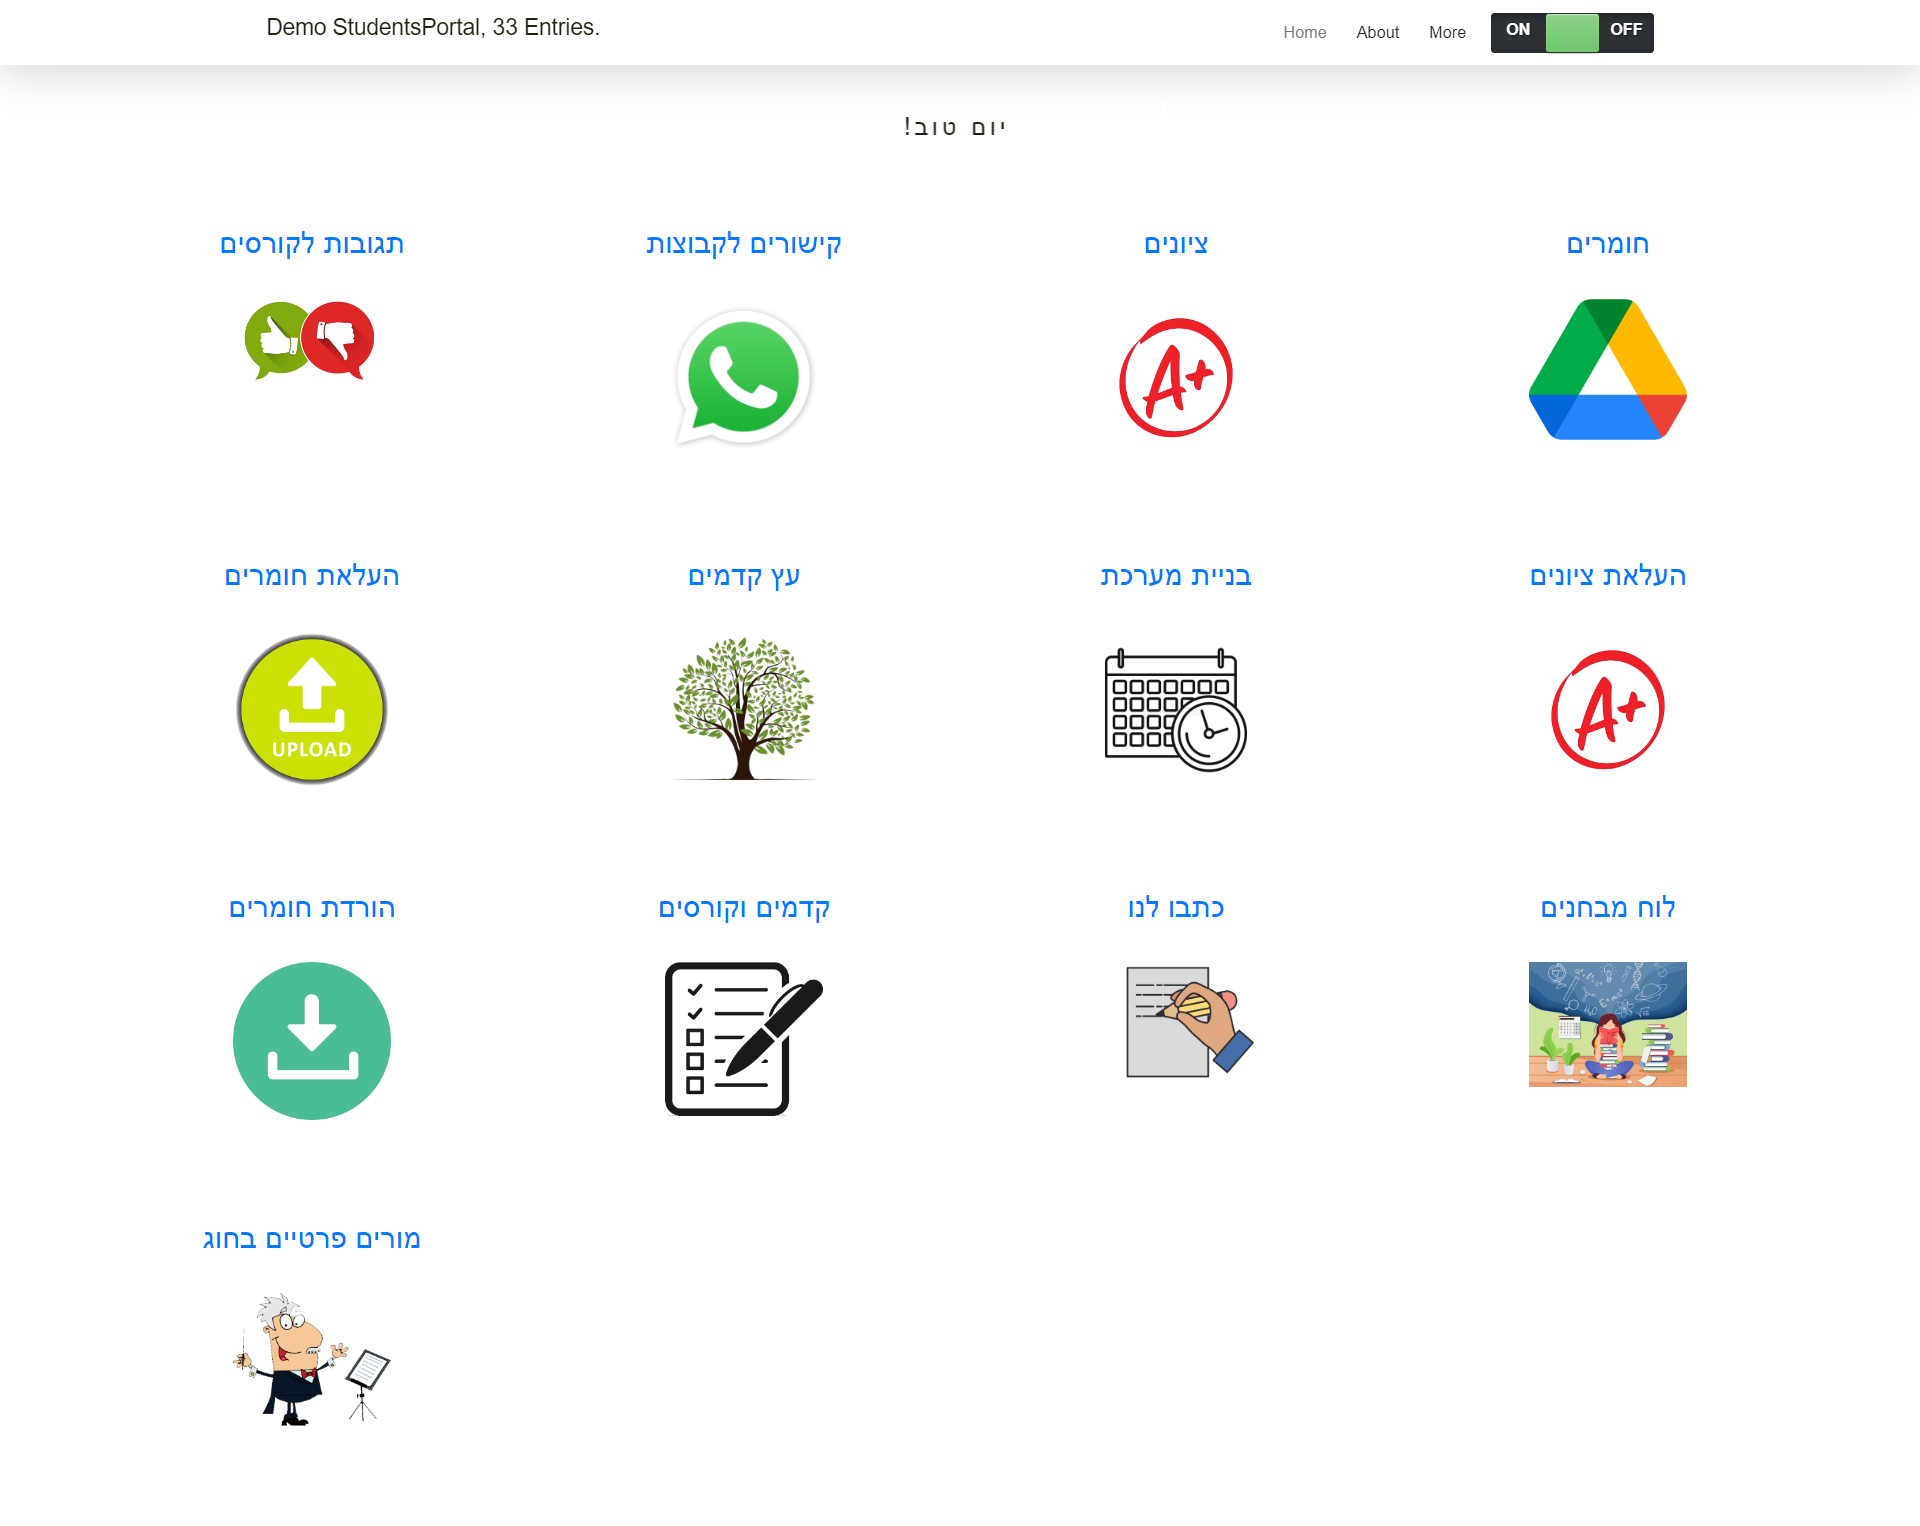 Demo StudentsPortal, 33 Entries.
Home About More ON OFF
יום טוב!
חומרים
ציונים
קישורים לקבוצות
תגובות לקורסים
A+
העלאת ציונים
בניית מערכת
עץ קדמים
העלאת חומרים
A+
UPLOAD
לוח מבחנים
כתבו לנו
קדמים וקורסים
הורדת חומרים
מורים פרטיים בחוג